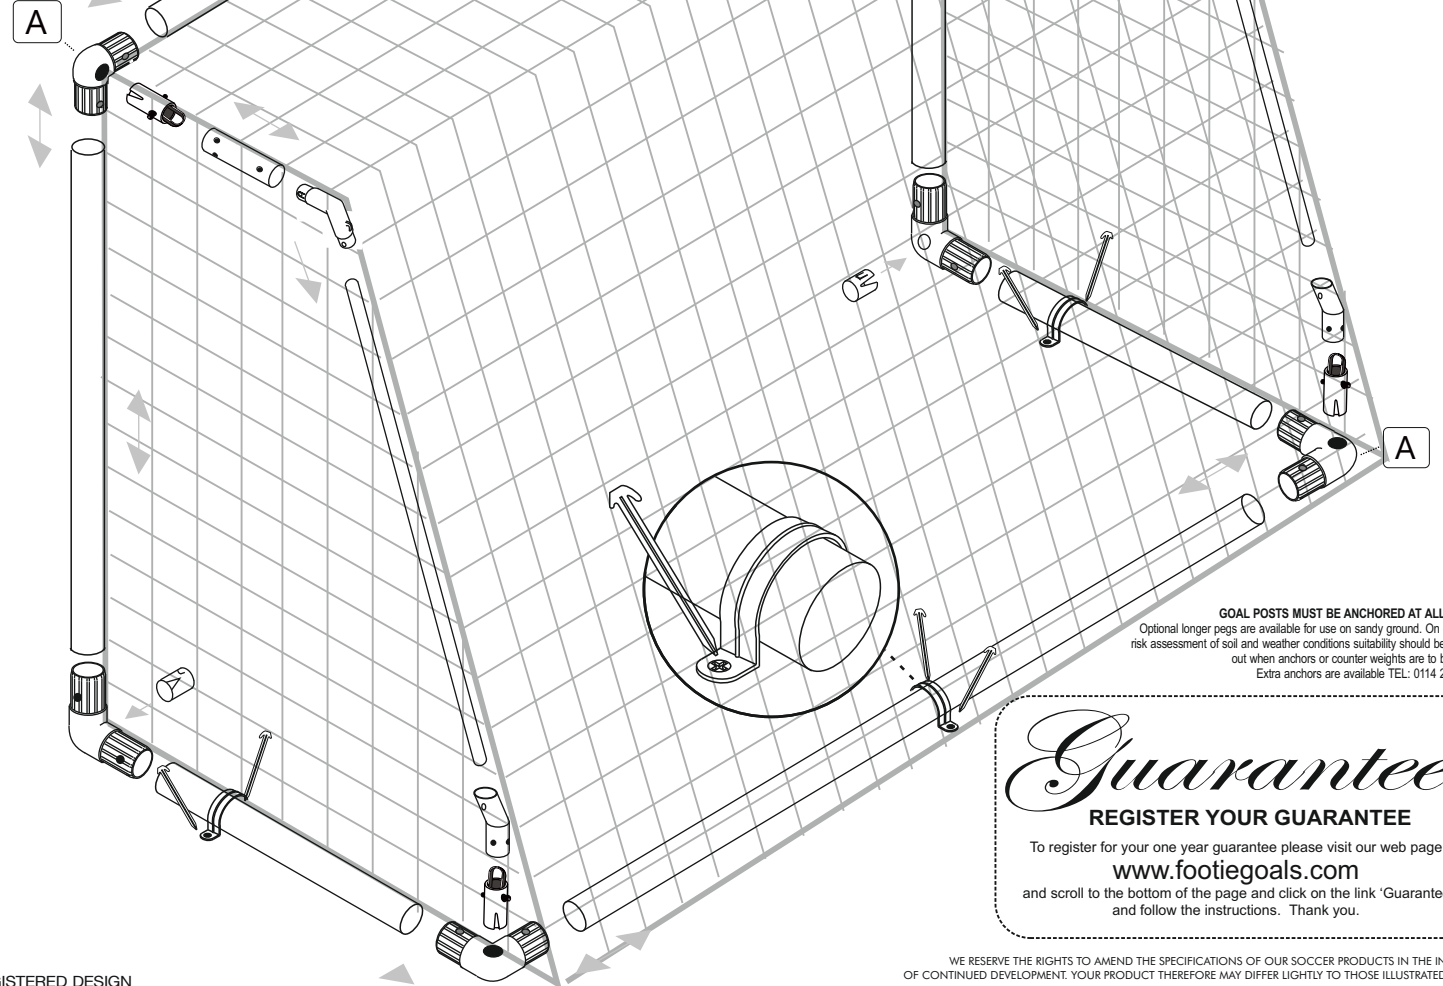 A
A
GOAL POSTS MUST BE ANCHORED AT ALL
Optional longer pegs are available for use on sandy ground. On
risk assessment of soil and weather conditions suitability should be
out when anchors or counter weights are to b
Extra anchors are available TEL: 0114 2
Guarantee
REGISTER YOUR GUARANTEE
To register for your one year guarantee please visit our web page
www.footiegoals.com
and scroll to the bottom of the page and click on the link ‘Guarante
and follow the instructions. Thank you.
WE RESERVE THE RIGHTS TO AMEND THE SPECIFICATIONS OF OUR SOCCER PRODUCTS IN THE IN
OF CONTINUED DEVELOPMENT. YOUR PRODUCT THEREFORE MAY DIFFER LIGHTLY TO THOSE ILLUSTRATED
GISTERED DESIGN